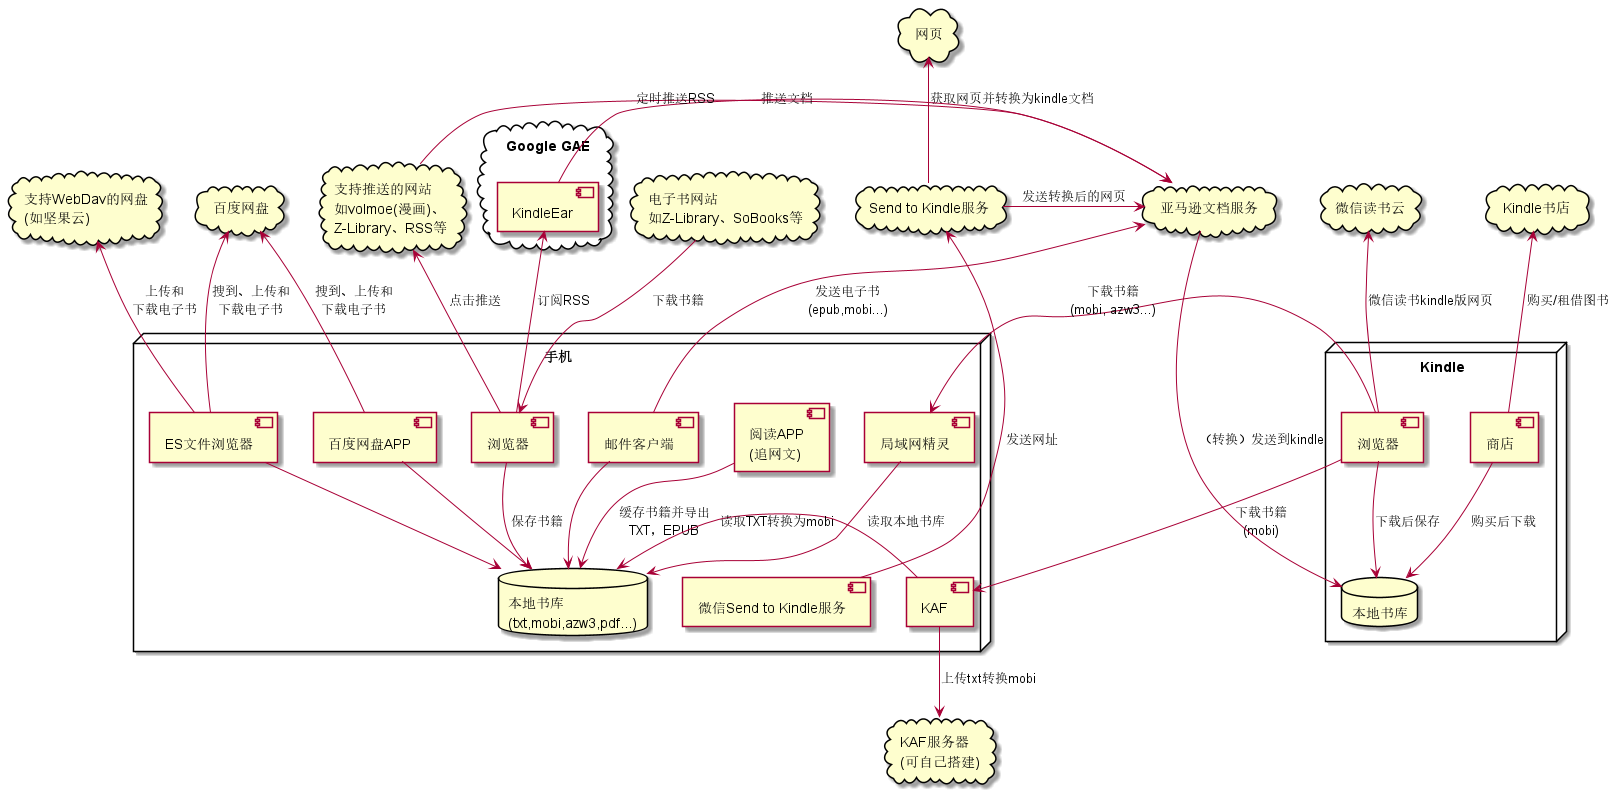 网页
定时推送RSS
推送文档
获取网页并转换为kindle文档
Google GAE
支持WebDav的网盘
(如坚果云)
百度网盘
支持推送的网站
如volmoe(漫画)、
Z-Library、RSS等
KindleEar
电子书网站
如Z-Library、SoBooks等
Send to Kindle服务
发送转换后的网页
亚马逊文档服务
微信读书云
Kindle书店
上传和
下载电子书
搜到、上传和
下载电子书
搜到、上传和
下载电子书
点击推送
订阅RSS
下载书籍
发送电子书
(epub,mobi...)
下载书籍
(mobi, azw3...)
微信读书kindle版网页
购买/租借图书
手机
Kindle
ES文件浏览器
百度网盘APP
浏览器
邮件客户端
阅读APP
(追网文)
局域网精灵
发送网址
（转换）发送到kindle
浏览器
商店
保存书籍
缓存书籍并导出
TXT，EPUB
读取TXT转换为mobi
读取本地书库
下载书籍
(mobi)
下载后保存
购买后下载
本地书库
(txt,mobi,azw3,pdf...)
微信Send to Kindle服务
KAF
本地书库
上传txt转换mobi
KAF服务器
(可自己搭建)